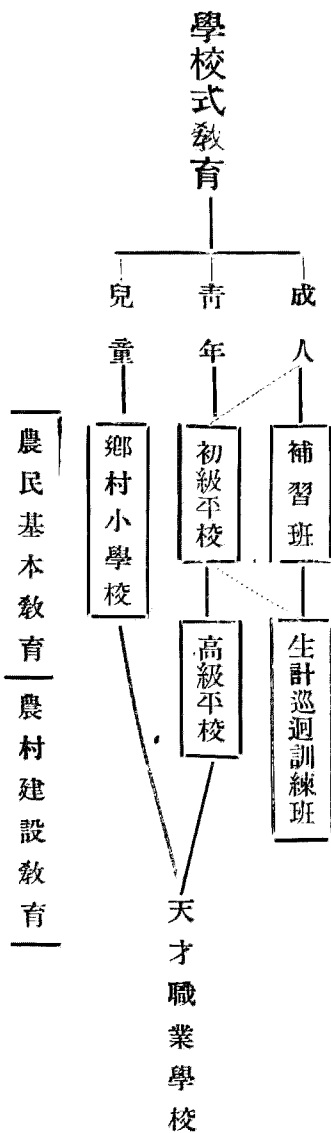 學校式教育
成人
補習班
生計巡迴訓練班
青年
初級平校
高級平校
兒童
鄉村小學校
天才職業學校
農民基本教育
農村建設教育